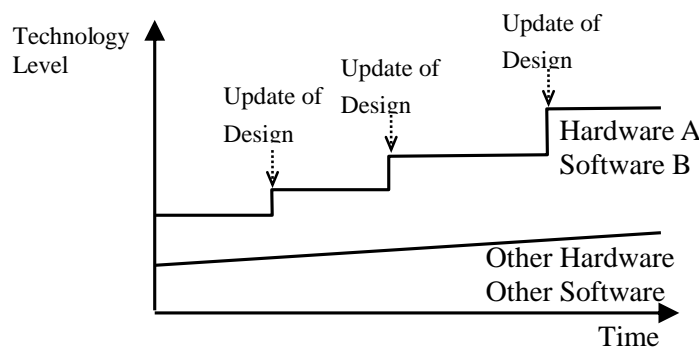 Technology
Level
Update of
Design
Update of
Design
Update of
Design
Hardware A
Software B
Other Hardware
Other Software
Time